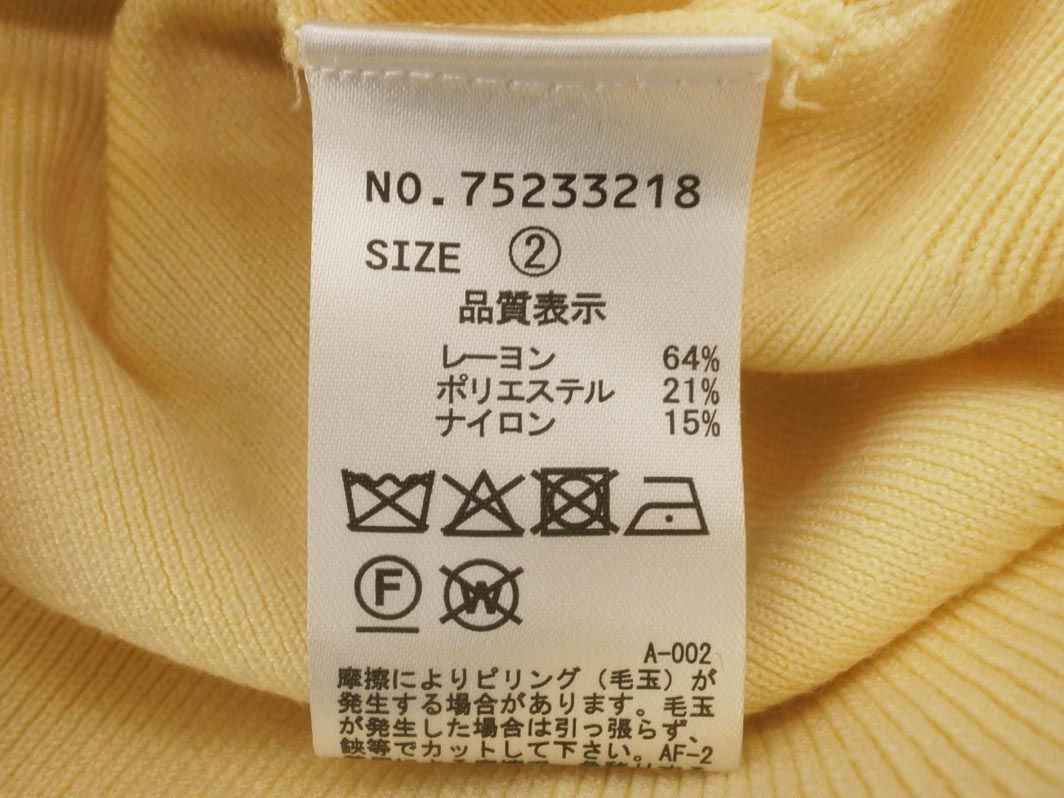 NO.75233218
SIZE ②
品質表示
レーヨン 64%
ポリエステル 21%
ナイロン 15%
F
W
A-002
摩擦によりピリング（毛玉）が
発生する場合があります。毛玉
が発生した場合は引っ張らず、
鋏等でカットして下さい。AF-2